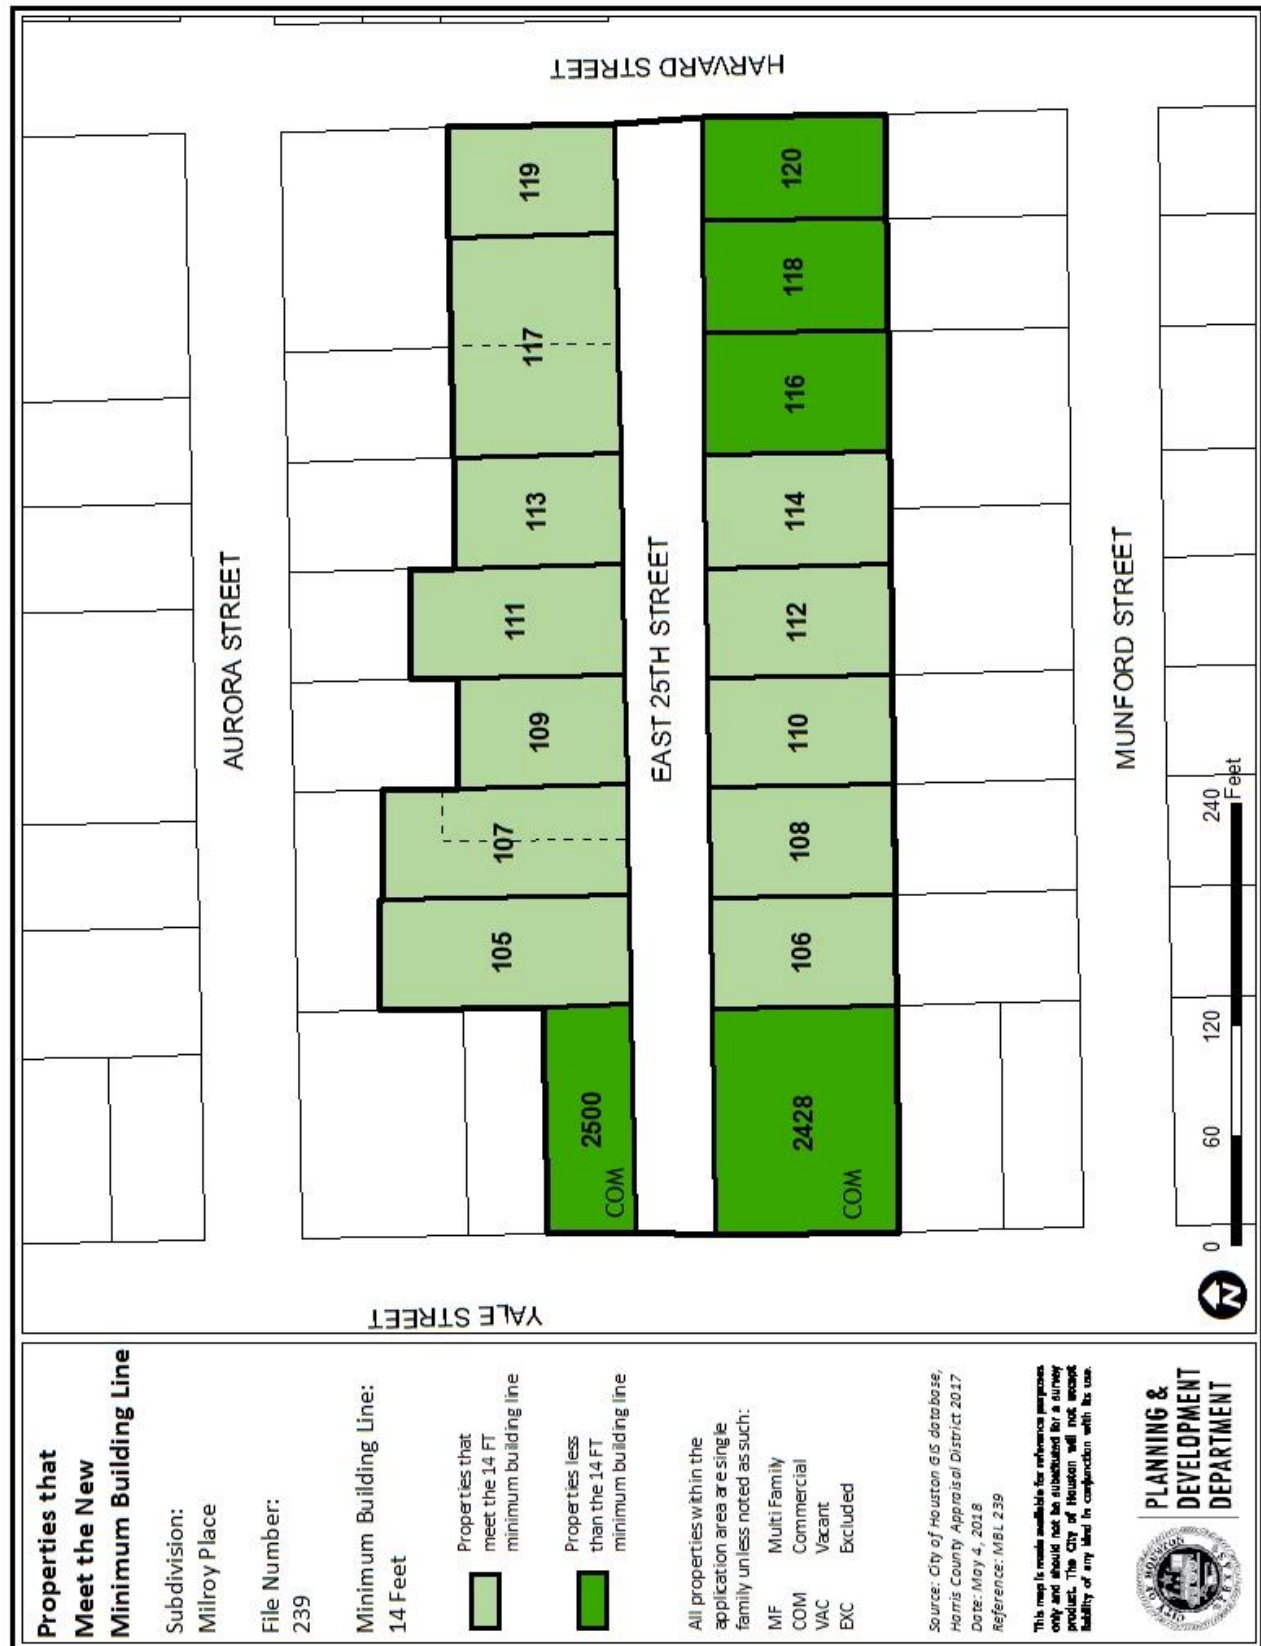 Properties that
Meet the New
Minimum Building Line
Subdivision:
Milroy Place
File Number:
239
Minimum Building Line:
14 Feet
Properties that
meet the 14 FT
minimum building line
Properties less
than the 14 FT
minimum building line
All properties within the
application area are single
family unless noted as such:
MF Multi Family
COM Commercial
VAC Vacant
EXC Excluded
Source: City of Houston GIS database,
Harris County Appraisal District 2017
Date: May 4, 2018
Reference: MBL 239
This map is made available for reference purposes
only and should not be substituted for a survey
product. The City of Houston will not accept
liability of any kind in conjunction with its use.
CITY OF HOUSTON
TEXAS
PLANNING &
DEVELOPMENT
DEPARTMENT
YALE STREET
AURORA STREET
HARVARD STREET
2500
COM
105
107
109
111
113
117
119
EAST 25TH STREET
2428
COM
106
108
110
112
114
116
118
120
MUNFORD STREET
N
0 60 120 240
Feet